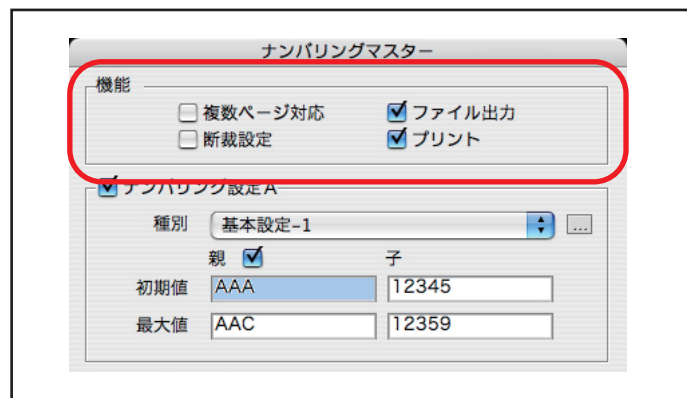 ナンバリングマスター
機能
複数ページ対応 ファイル出力
断裁設定 プリント
ナンバリング設定A
種別 基本設定-1 ...
親 子
初期値 AAA 12345
最大値 AAC 12359